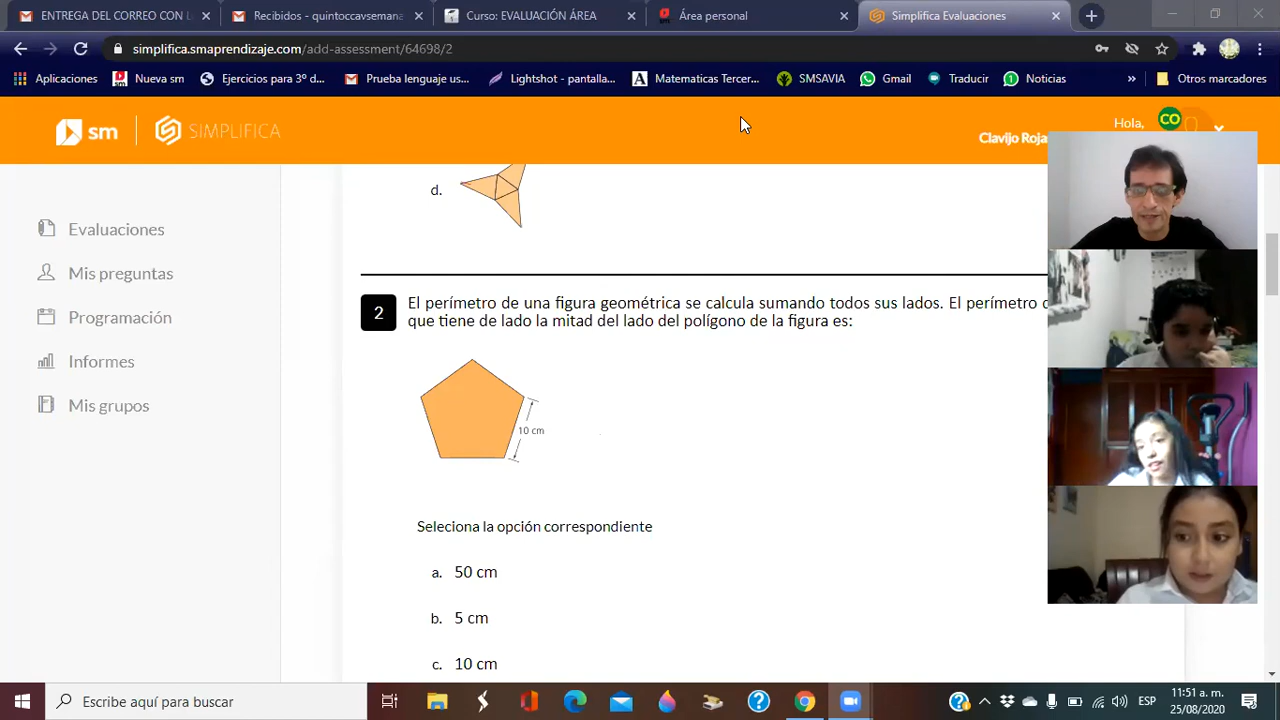 ENTREGA DEL CORREO CON L
Recibidos - quintoccavsemana
Curso: EVALUACIÓN ÁREA
Área personal
Simplifica Evaluaciones
simplifica.smaprendizaje.com/add-assessment/64698/2
Aplicaciones
Nueva sm
Ejercicios para 3º d...
Prueba lenguaje us...
Lightshot - pantalla...
Matematicas Tercer...
SMSAVIA
Gmail
Traducir
Noticias
»
Otros marcadores
sm
SIMPLIFICA
Hola,
CO
Clavijo Rojas
Evaluaciones
Mis preguntas
Programación
Informes
Mis grupos
d.
2
El perímetro de una figura geométrica se calcula sumando todos sus lados. El perímetro
que tiene de lado la mitad del lado del polígono de la figura es:
10 cm
Seleciona la opción correspondiente
a. 50 cm
b. 5 cm
c. 10 cm
Escribe aquí para buscar
ESP
11:51 a. m.
25/08/2020